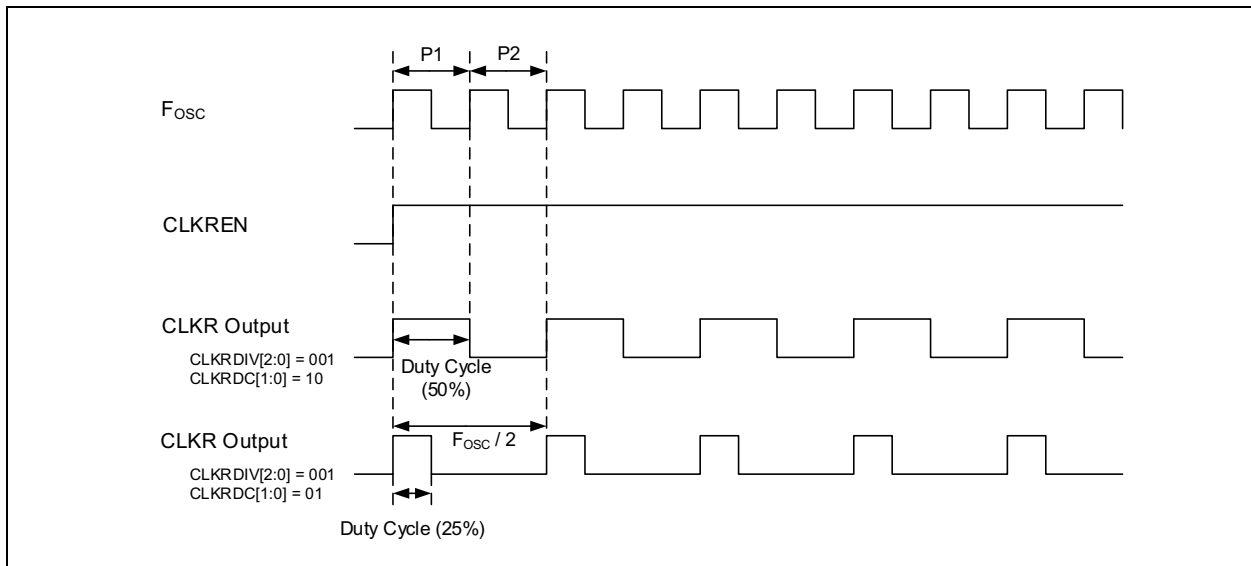 P1
P2
FOSC
CLKREN
CLKR Output
CLKRDIV[2:0] = 001
CLKRDC[1:0] = 10
Duty Cycle
(50%)
FOSC / 2
CLKR Output
CLKRDIV[2:0] = 001
CLKRDC[1:0] = 01
Duty Cycle (25%)